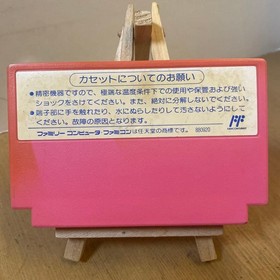 カセットについてのお願い
●精密機器ですので、極端な温度条件下での使用や保管および強い
ショックをさけてください。また、絶対に分解しないでください。
●端子部に手を触れたり、水にぬらしたりして汚さないようにして
ください。故障の原因となります。
ファミリーコンピュータ・ファミコンは任天堂の商標です。